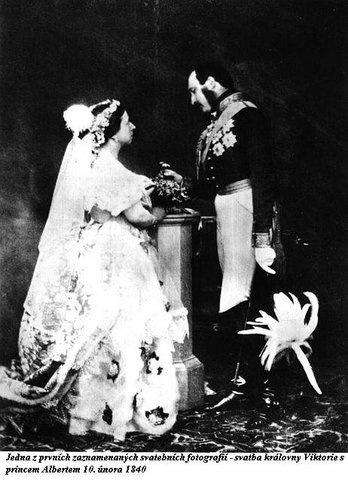 Jedna z prvních zaznamenaných svatebních fotografií - svatba královny Viktorie s
princem Albertem 10. února 1840